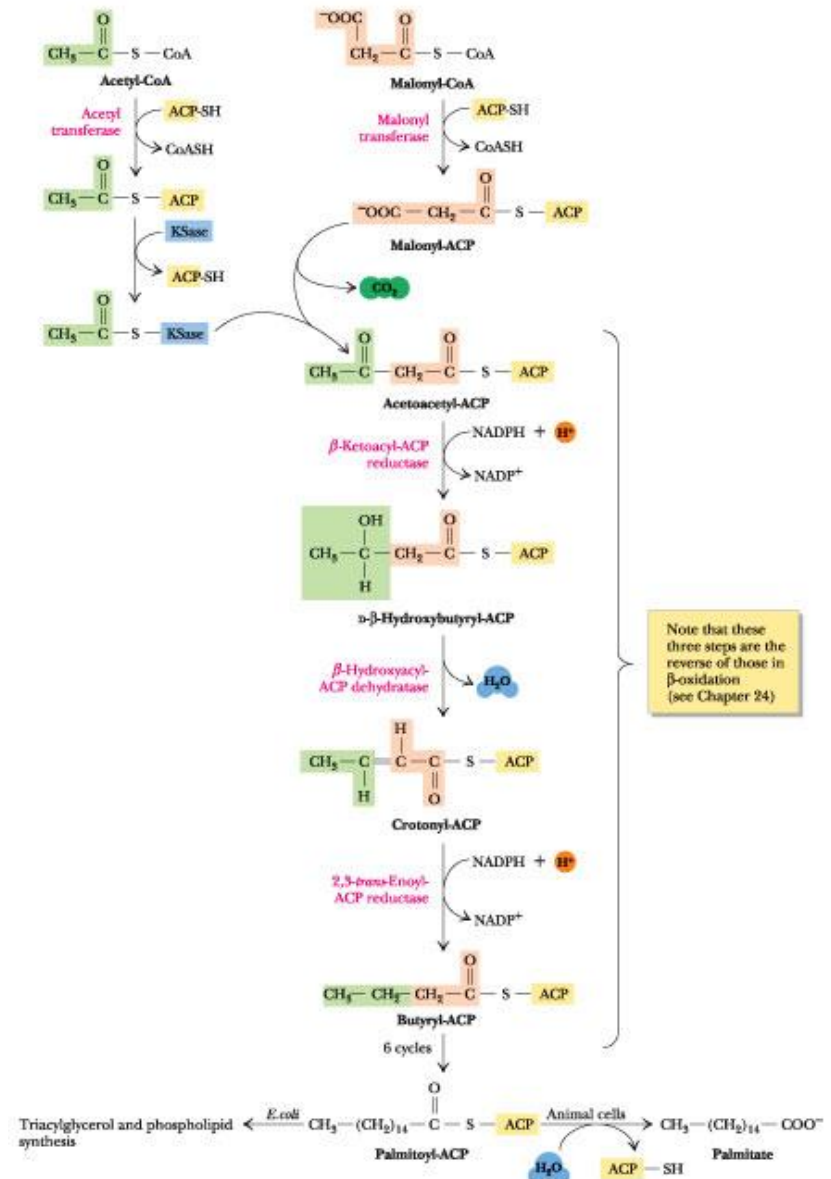 O
||
CH₃ — C — S — CoA
Acetyl-CoA
⁻OOC
O
||
CH₂ — C — S — CoA
Malonyl-CoA
Acetyl
transferase
ACP-SH
CoASH
Malonyl
transferase
ACP-SH
CoASH
O
||
CH₃ — C — S — ACP
O
||
⁻OOC — CH₂ — C — S — ACP
Malonyl-ACP
KSase
ACP-SH
CO₂
O
||
CH₃ — C — S — KSase
O O
|| ||
CH₃ — C — CH₂ — C — S — ACP
Acetoacetyl-ACP
β-Ketoacyl-ACP
reductase
NADPH + H⁺
NADP⁺
OH O
| ||
CH₃ — C — CH₂ — C — S — ACP
|
H
D-β-Hydroxybutyryl-ACP
β-Hydroxyacyl-
ACP dehydratase
H₂O
Note that these
three steps are the
reverse of those in
β-oxidation
(see Chapter 24)
H
|
CH₃ — C = C — C — S — ACP
| ||
H O
Crotonyl-ACP
2,3-trans-Enoyl-
ACP reductase
NADPH + H⁺
NADP⁺
O
||
CH₃ — CH₂ — CH₂ — C — S — ACP
Butyryl-ACP
6 cycles
O
||
Triacylglycerol and phospholipid
synthesis
E.coli
CH₃ — (CH₂)₁₄ — C — S — ACP
Palmitoyl-ACP
Animal cells
H₂O
ACP — SH
CH₃ — (CH₂)₁₄ — COO⁻
Palmitate